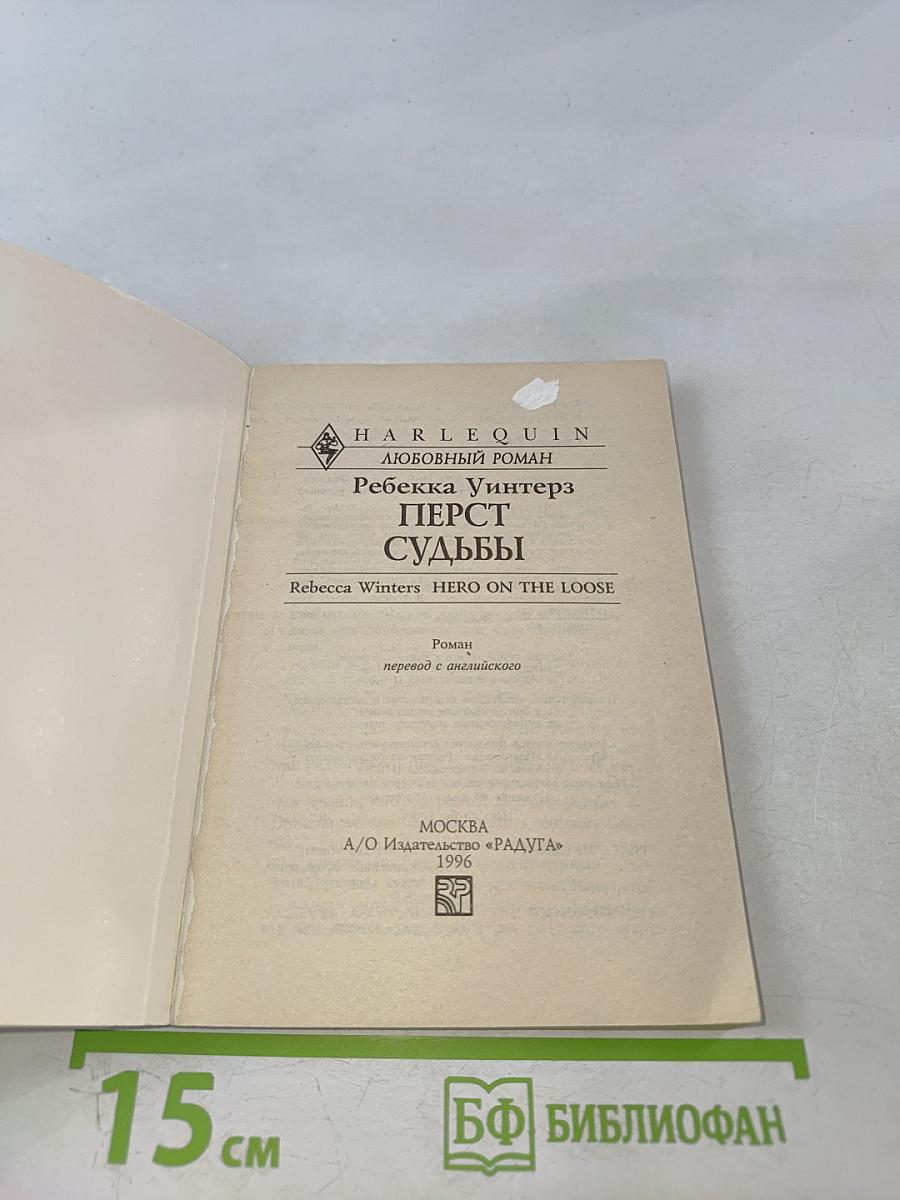 HARLEQUIN
ЛЮБОВНЫЙ РОМАН
Ребекка Уинтерз
ПЕРСТ
СУДЬБЫ
Rebecca Winters HERO ON THE LOOSE
Роман
перевод с английского
МОСКВА
А/О Издательство «РАДУГА»
1996
15 см
БФ БИБЛИОФАН